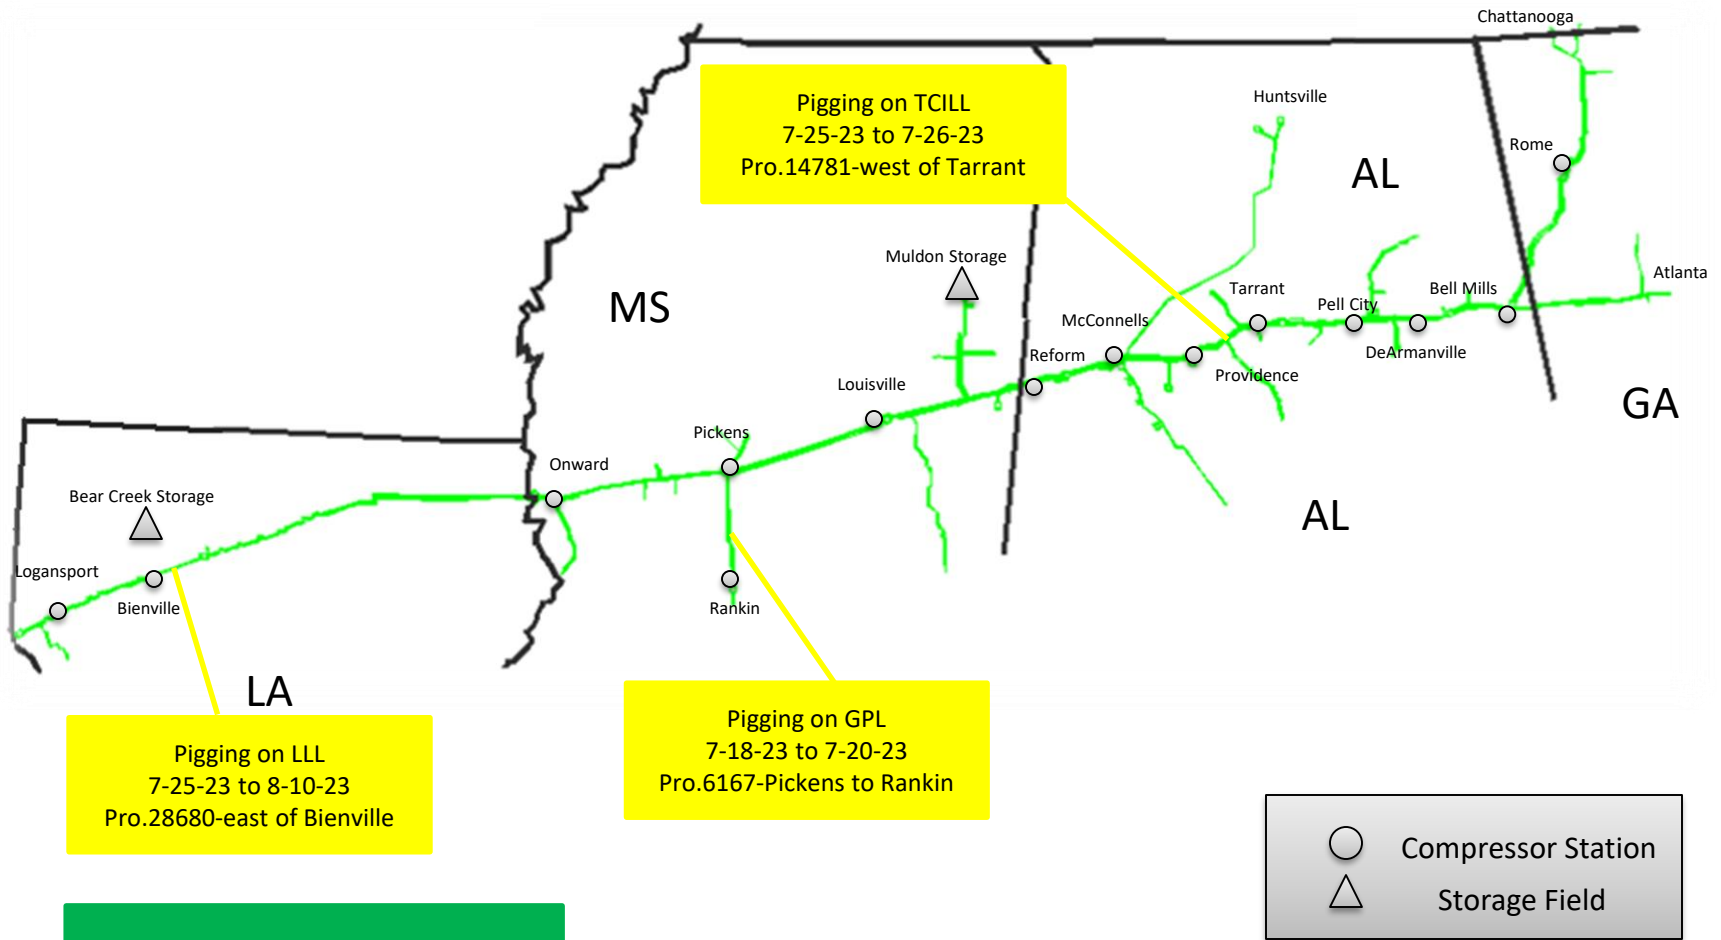 Chattanooga
Pigging on TCILL
7-25-23 to 7-26-23
Pro.14781-west of Tarrant
Huntsville
Rome
AL
Muldon Storage
MS
Tarrant
Bell Mills
Atlanta
Pell City
McConnells
Reform
DeArmanville
Providence
Louisville
GA
Pickens
Onward
Bear Creek Storage
AL
Logansport
Bienville
Rankin
LA
Pigging on GPL
7-18-23 to 7-20-23
Pro.6167-Pickens to Rankin
Pigging on LLL
7-25-23 to 8-10-23
Pro.28680-east of Bienville
Compressor Station
Storage Field